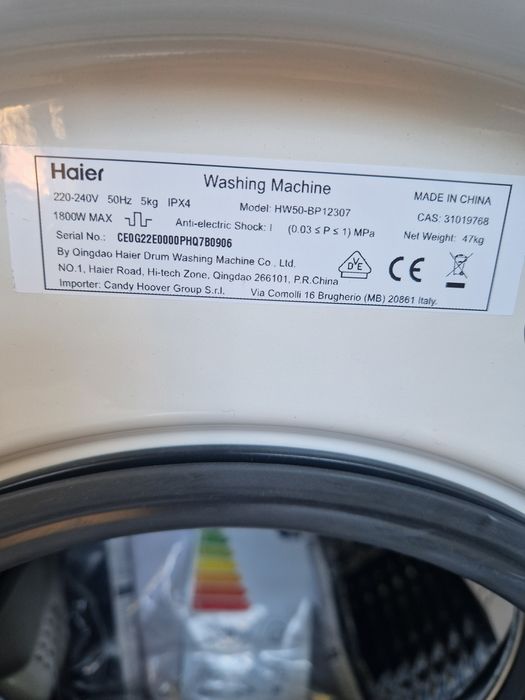 Haier
Washing Machine
MADE IN CHINA
220-240V 50Hz 5kg IPX4
Model: HW50-BP12307
CAS: 31019768
1800W MAX
Anti-electric Shock: I (0.03 ≤ P ≤ 1) MPa
Net Weight: 47kg
Serial No.: CE0G22E0000PHQ7B0906
By Qingdao Haier Drum Washing Machine Co., Ltd.
NO.1, Haier Road, Hi-tech Zone, Qingdao 266101, P.R.China
Importer: Candy Hoover Group S.r.l. Via Comolli 16 Brugherio (MB) 20861 Italy.
VDE
CE